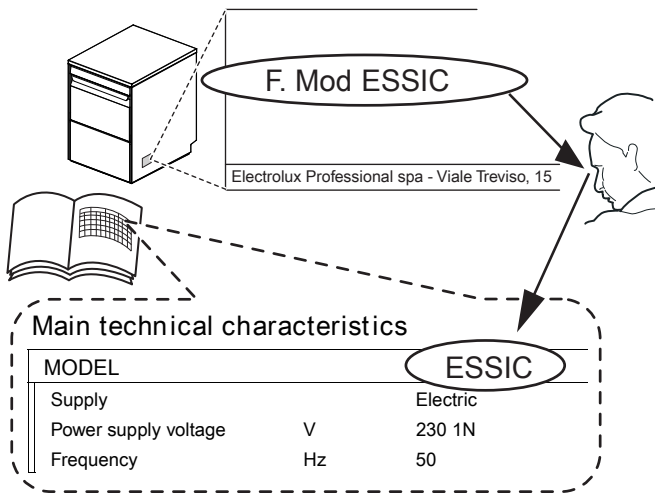 F. Mod ESSIC
Electrolux Professional spa - Viale Treviso, 15
Main technical characteristics
MODEL ESSIC
Supply Electric
Power supply voltage V 230 1N
Frequency Hz 50